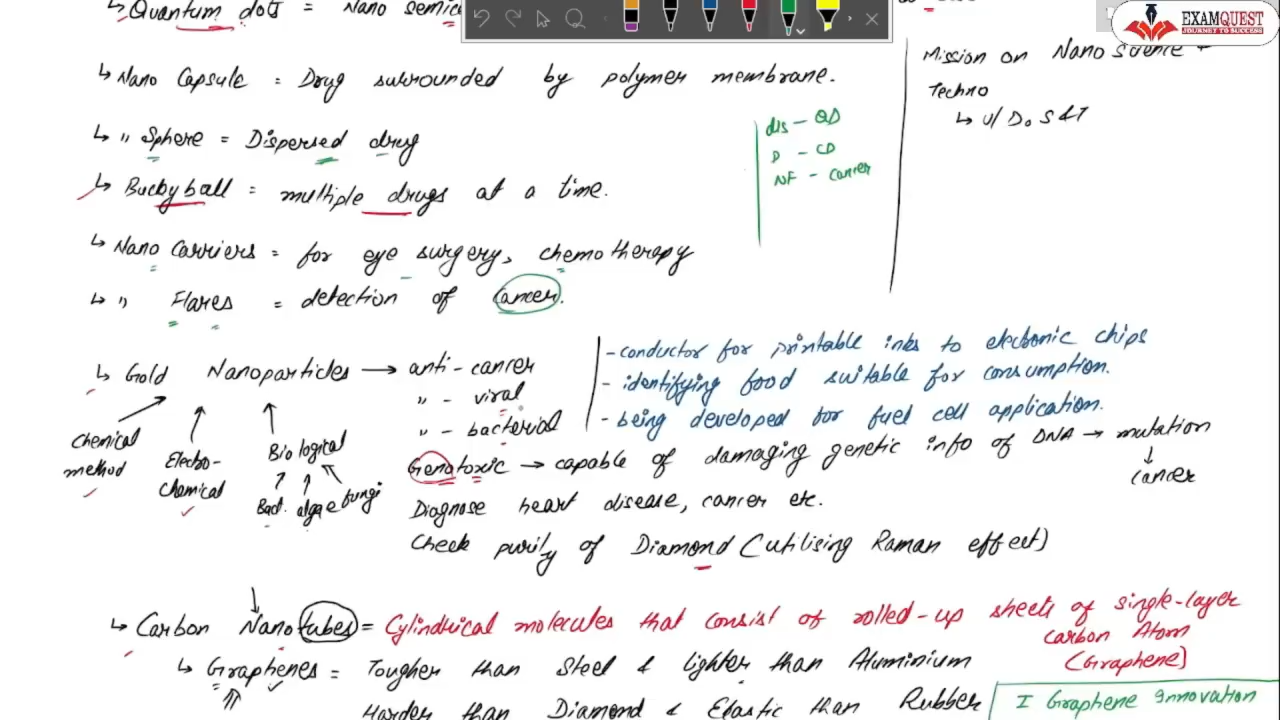 ↳ Quantum dots = Nano semic
EXAMQUEST
JOURNEY TO SUCCESS
Mission on Nano Science +
Techno
↳ u/ D. S & T
↳ Nano Capsule = Drug surrounded by polymer membrane.
↳ " Sphere = Dispersed drug
dis - QD
D - CD
NF - Cancer
↳ Buckyball = multiple drugs at a time.
↳ Nano Carriers = for eye surgery, chemotherapy
↳ " Flares = detection of Cancer.
↳ Gold Nanoparticles → anti-cancer
" - viral
" - bacterial
- conductor for printable inks to electronic chips
- identifying food suitable for consumption.
- being developed for fuel cell application.
Chemical
method
Electro-
Chemical
Biological
Bact. algae fungi
Genotoxic → capable of damaging genetic info of DNA → mutation
↓
Cancer
Diagnose heart disease, cancer etc.
Check purity of Diamond (utilising Raman effect)
↳ Carbon Nanotubes = Cylindrical molecules that consist of rolled-up sheets of single-layer
carbon Atom
(Graphene)
↳ Graphenes = Tougher than Steel & lighter than Aluminium
Harder than Diamond & Elastic than Rubber
I Graphene Innovation